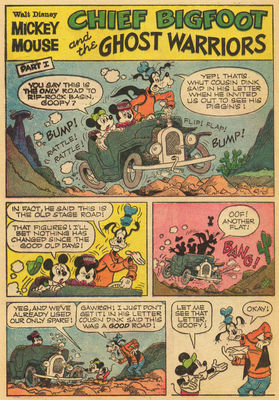 Walt Disney
MICKEY
MOUSE
and
the
CHIEF BIGFOOT
GHOST WARRIORS
PART I
YOU SAY THIS IS
THE ONLY ROAD TO
RIP-ROCK BASIN,
GOOFY?
YEP! THAT'S
WHUT COUSIN DINK
SAID IN HIS LETTER
WHEN HE INVITED
US OUT TO SEE HIS
DIGGINS!
BUMP!
RATTLE!
RATTLE!
FLIP! FLAP!
BUMP!
IN FACT, HE SAID THIS IS
THE OLD STAGE ROAD!
THAT FIGURES! I'LL
BET NOTHING HAS
CHANGED SINCE THE
GOOD OLD DAYS!
OOF!
ANOTHER
FLAT!
BANG!
YES, AND WE'VE
ALREADY USED
OUR ONLY SPARE!
GAWRSH! I JUST DON'T
GET IT! IN HIS LETTER
COUSIN DINK SAID THIS
WAS A GOOD ROAD!
LET ME
SEE THAT
LETTER,
GOOFY!
OKAY!